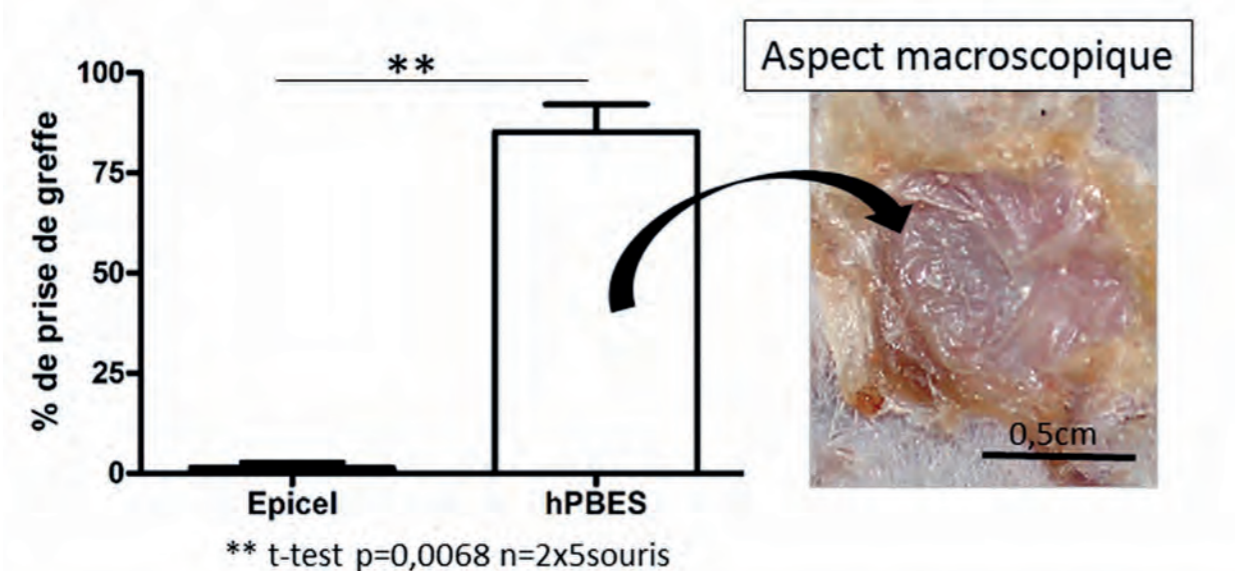 Aspect macroscopique
**
100
75
50
25
0
% de prise de greffe
Epicel
hPBES
0,5cm
** t-test p=0,0068 n=2x5souris